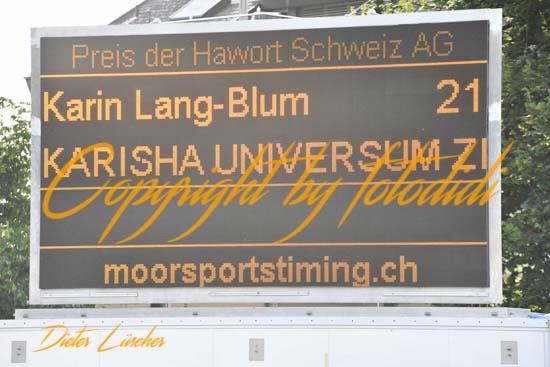 Preis der Hawort Schweiz AG
Karin Lang-Blum 21
KARISHA UNIVERSUM ZI
Copyright by fotodidi
moorsportstiming.ch
Dieter Lüscher